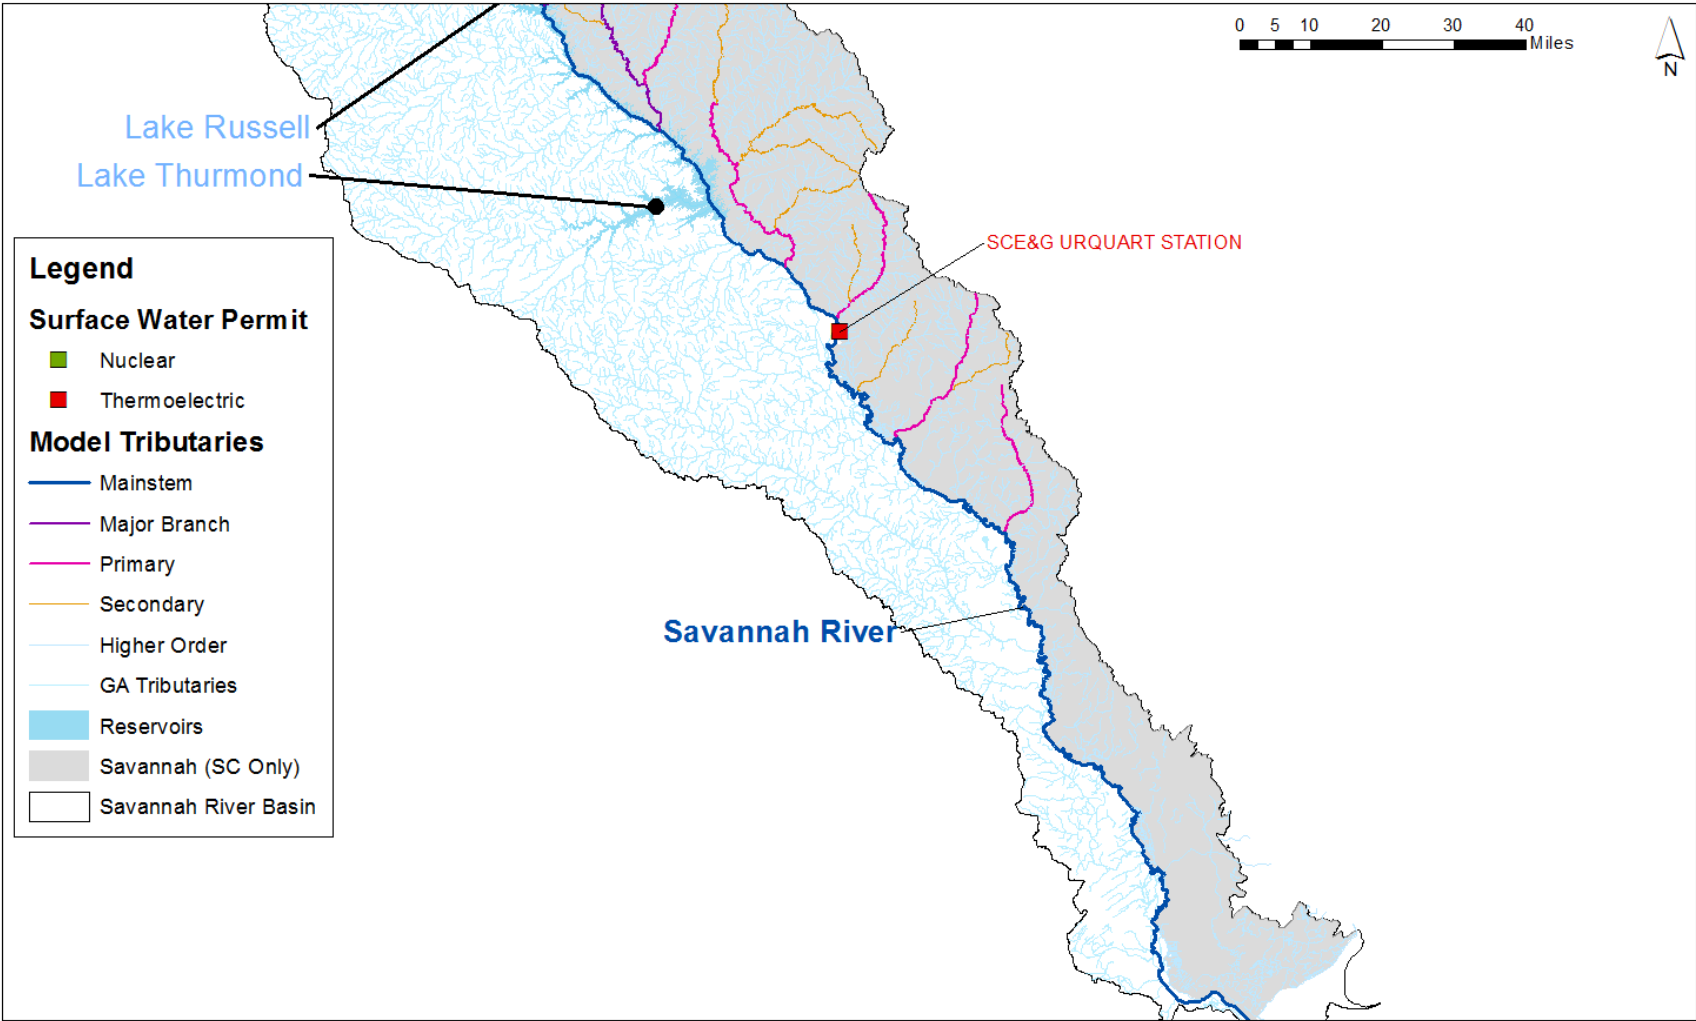 0 5 10 20 30 40
Miles
N
Lake Russell
Lake Thurmond
SCE&G URQUART STATION
Legend
Surface Water Permit
Nuclear
Thermoelectric
Model Tributaries
Mainstem
Major Branch
Primary
Secondary
Higher Order
GA Tributaries
Reservoirs
Savannah (SC Only)
Savannah River Basin
Savannah River